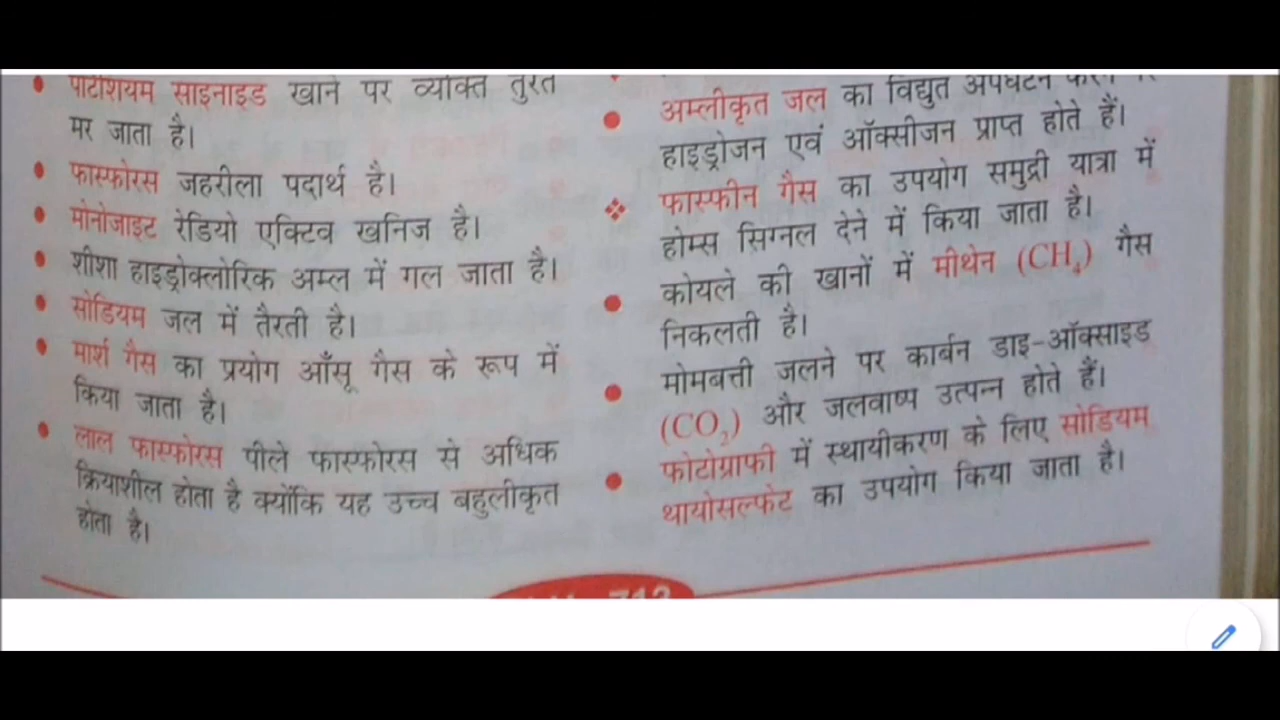 पोटाशियम साइनाइड खाने पर व्यक्ति तुरंत
मर जाता है।
फास्फोरस जहरीला पदार्थ है।
मोनोजाइट रेडियो एक्टिव खनिज है।
शीशा हाइड्रोक्लोरिक अम्ल में गल जाता है।
सोडियम जल में तैरती है।
मार्श गैस का प्रयोग आँसू गैस के रूप में
किया जाता है।
लाल फास्फोरस पीले फास्फोरस से अधिक
क्रियाशील होता है क्योंकि यह उच्च बहुलीकृत
होता है।
अम्लीकृत जल का विद्युत अपघटन करने पर
हाइड्रोजन एवं ऑक्सीजन प्राप्त होते हैं।
फास्फीन गैस का उपयोग समुद्री यात्रा में
होम्स सिग्नल देने में किया जाता है।
कोयले की खानों में मीथेन (CH₄) गैस
निकलती है।
मोमबत्ती जलने पर कार्बन डाइ-ऑक्साइड
(CO₂) और जलवाष्प उत्पन्न होते हैं।
फोटोग्राफी में स्थायीकरण के लिए सोडियम
थायोसल्फेट का उपयोग किया जाता है।